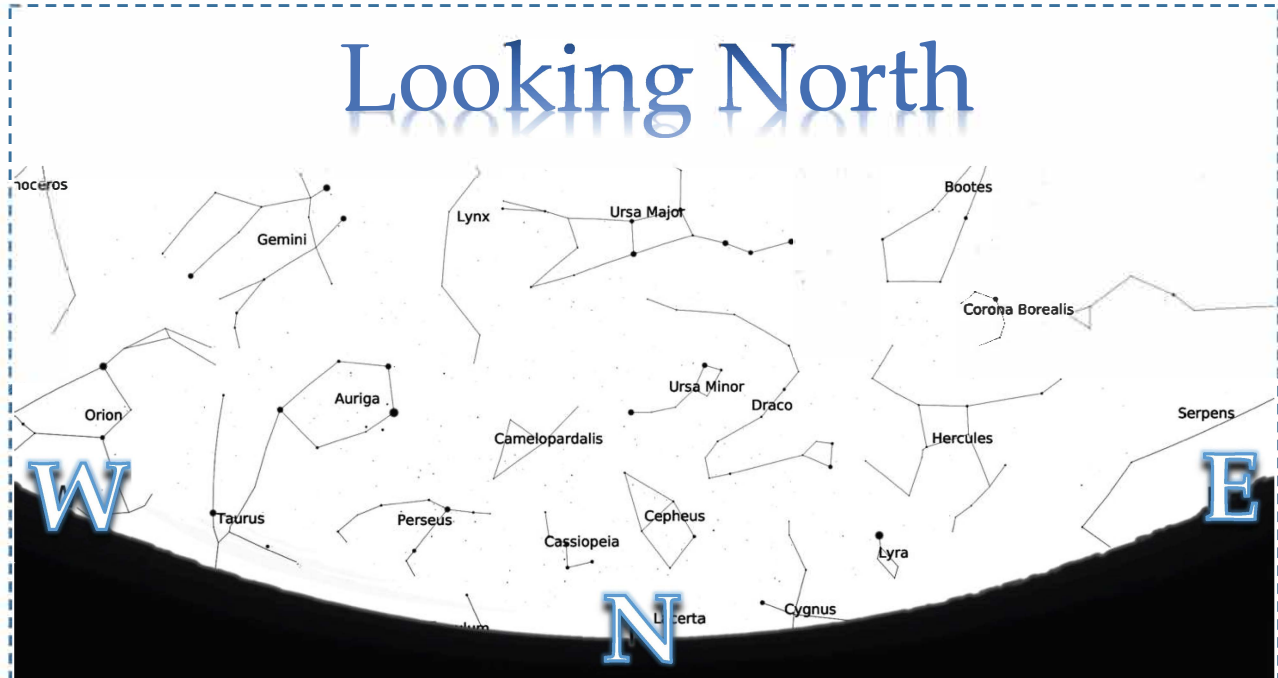 Looking North
noceros
Bootes
Lynx
Ursa Major
Gemini
Corona Borealis
Ursa Minor
Auriga
Draco
Orion
Serpens
Camelopardalis
Hercules
W
E
Taurus
Perseus
Cepheus
Cassiopeia
Lyra
Cygnus
N